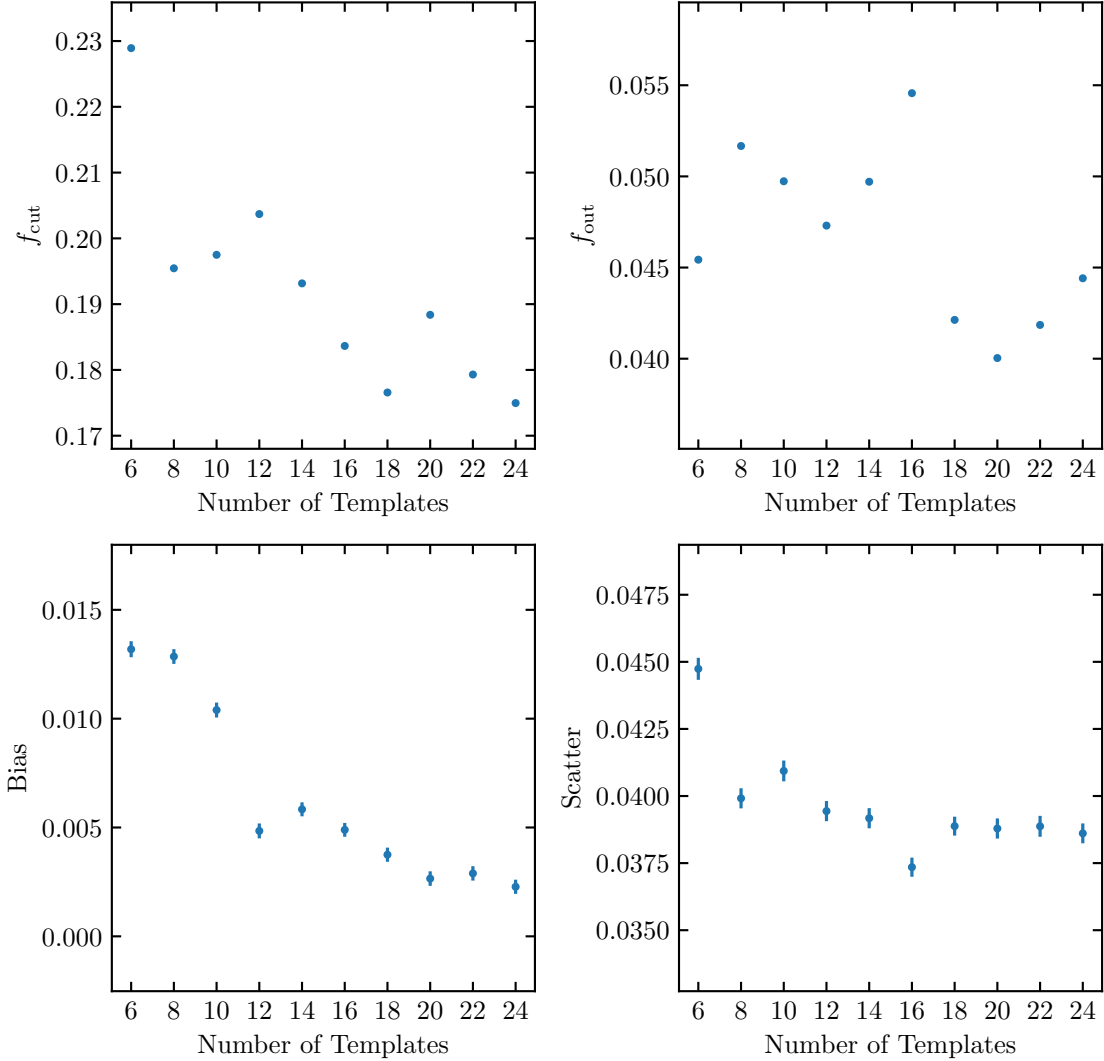 0.23
0.22
0.21
0.20
0.19
0.18
0.17
f_cut
6 8 10 12 14 16 18 20 22 24
Number of Templates
0.055
0.050
0.045
0.040
f_out
6 8 10 12 14 16 18 20 22 24
Number of Templates
0.015
0.010
0.005
0.000
Bias
6 8 10 12 14 16 18 20 22 24
Number of Templates
0.0475
0.0450
0.0425
0.0400
0.0375
0.0350
Scatter
6 8 10 12 14 16 18 20 22 24
Number of Templates